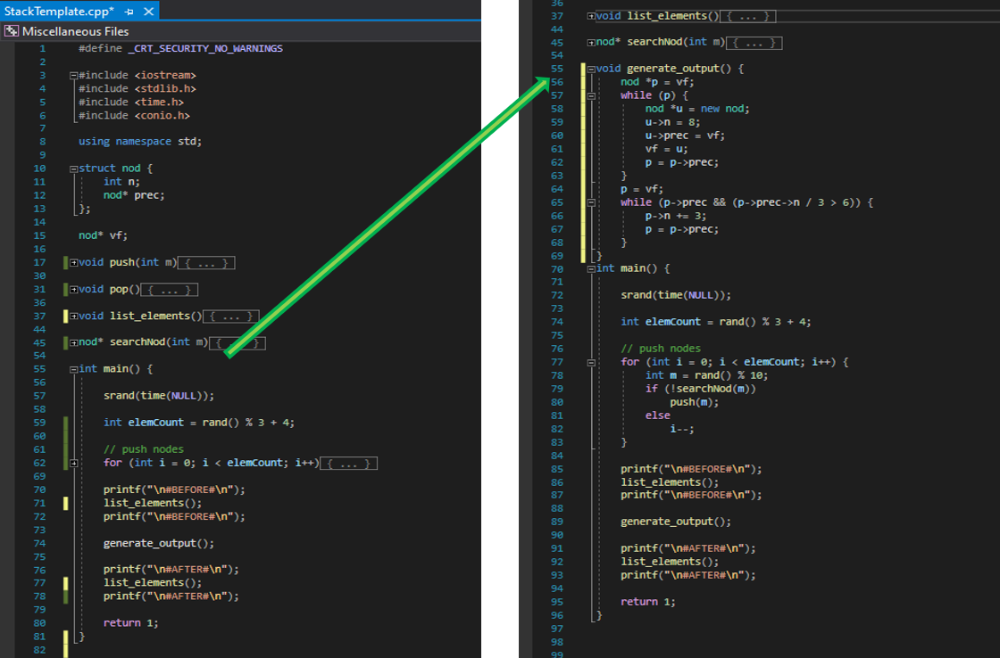 StackTemplate.cpp*
Miscellaneous Files
1 #define _CRT_SECURITY_NO_WARNINGS
2
3 #include <iostream>
4 #include <stdlib.h>
5 #include <time.h>
6 #include <conio.h>
7
8 using namespace std;
9
10 struct nod {
11 int n;
12 nod* prec;
13 };
14
15 nod* vf;
16
17 void push(int m){ ... }
30
31 void pop(){ ... }
36
37 void list_elements(){ ... }
44
45 nod* searchNod(int m){ ... }
54
55 int main() {
56
57 srand(time(NULL));
58
59 int elemCount = rand() % 3 + 4;
60
61 // push nodes
62 for (int i = 0; i < elemCount; i++){ ... }
69
70 printf("\n#BEFORE#\n");
71 list_elements();
72 printf("\n#BEFORE#\n");
73
74 generate_output();
75
76 printf("\n#AFTER#\n");
77 list_elements();
78 printf("\n#AFTER#\n");
79
80 return 1;
81 }
82
36
37 void list_elements(){ ... }
44
45 nod* searchNod(int m){ ... }
54
55 void generate_output() {
56 nod *p = vf;
57 while (p) {
58 nod *u = new nod;
59 u->n = 8;
60 u->prec = vf;
61 vf = u;
62 p = p->prec;
63 }
64 p = vf;
65 while (p->prec && (p->prec->n / 3 > 6)) {
66 p->n += 3;
67 p = p->prec;
68 }
69 }
70 int main() {
71
72 srand(time(NULL));
73
74 int elemCount = rand() % 3 + 4;
75
76 // push nodes
77 for (int i = 0; i < elemCount; i++) {
78 int m = rand() % 10;
79 if (!searchNod(m))
80 push(m);
81 else
82 i--;
83 }
84
85 printf("\n#BEFORE#\n");
86 list_elements();
87 printf("\n#BEFORE#\n");
88
89 generate_output();
90
91 printf("\n#AFTER#\n");
92 list_elements();
93 printf("\n#AFTER#\n");
94
95 return 1;
96 }
97
98
99